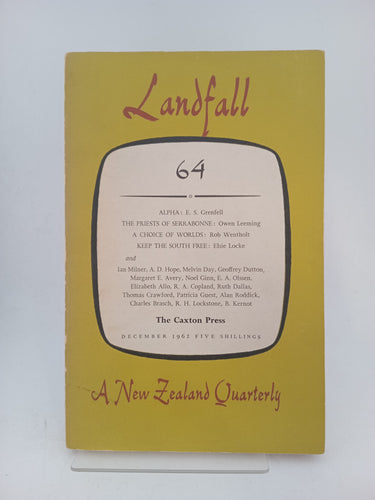 Landfall
64
ALPHA: E. S. Grenfell
THE PRIESTS OF SERRABONNE: Owen Leeming
A CHOICE OF WORLDS: Rob Wentholt
KEEP THE SOUTH FREE: Elsie Locke
and
Ian Milner, A. D. Hope, Melvin Day, Geoffrey Dutton,
Margaret E. Avery, Noel Ginn, E. A. Olssen,
Elizabeth Allo, R. A. Copland, Ruth Dallas,
Thomas Crawford, Patricia Guest, Alan Roddick,
Charles Brasch, R. H. Lockstone, B. Kernot
The Caxton Press
DECEMBER 1962 FIVE SHILLINGS
A New Zealand Quarterly